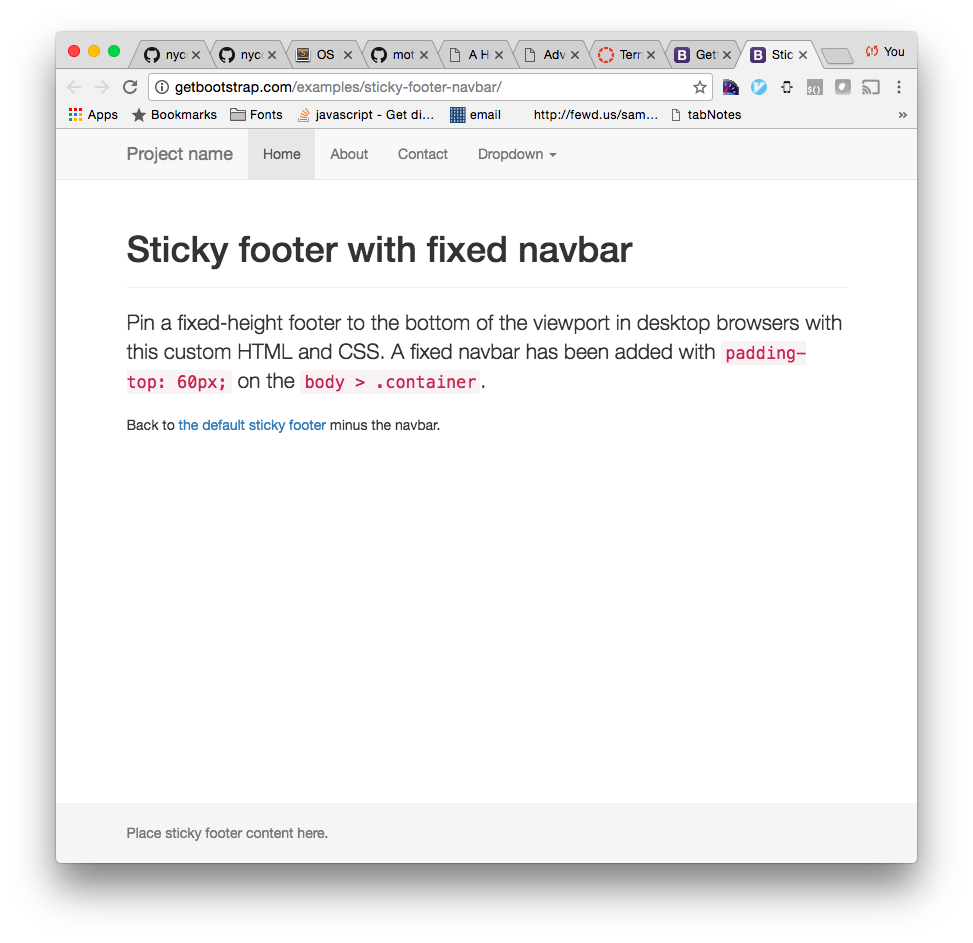 nyc nyc OS mot A H Adv Terr Gett Stic You
getbootstrap.com/examples/sticky-footer-navbar/
Apps Bookmarks Fonts javascript - Get di... email http://fewd.us/sam... tabNotes »
Project name Home About Contact Dropdown
Sticky footer with fixed navbar
Pin a fixed-height footer to the bottom of the viewport in desktop browsers with
this custom HTML and CSS. A fixed navbar has been added with padding-
top: 60px; on the body > .container.
Back to the default sticky footer minus the navbar.
Place sticky footer content here.